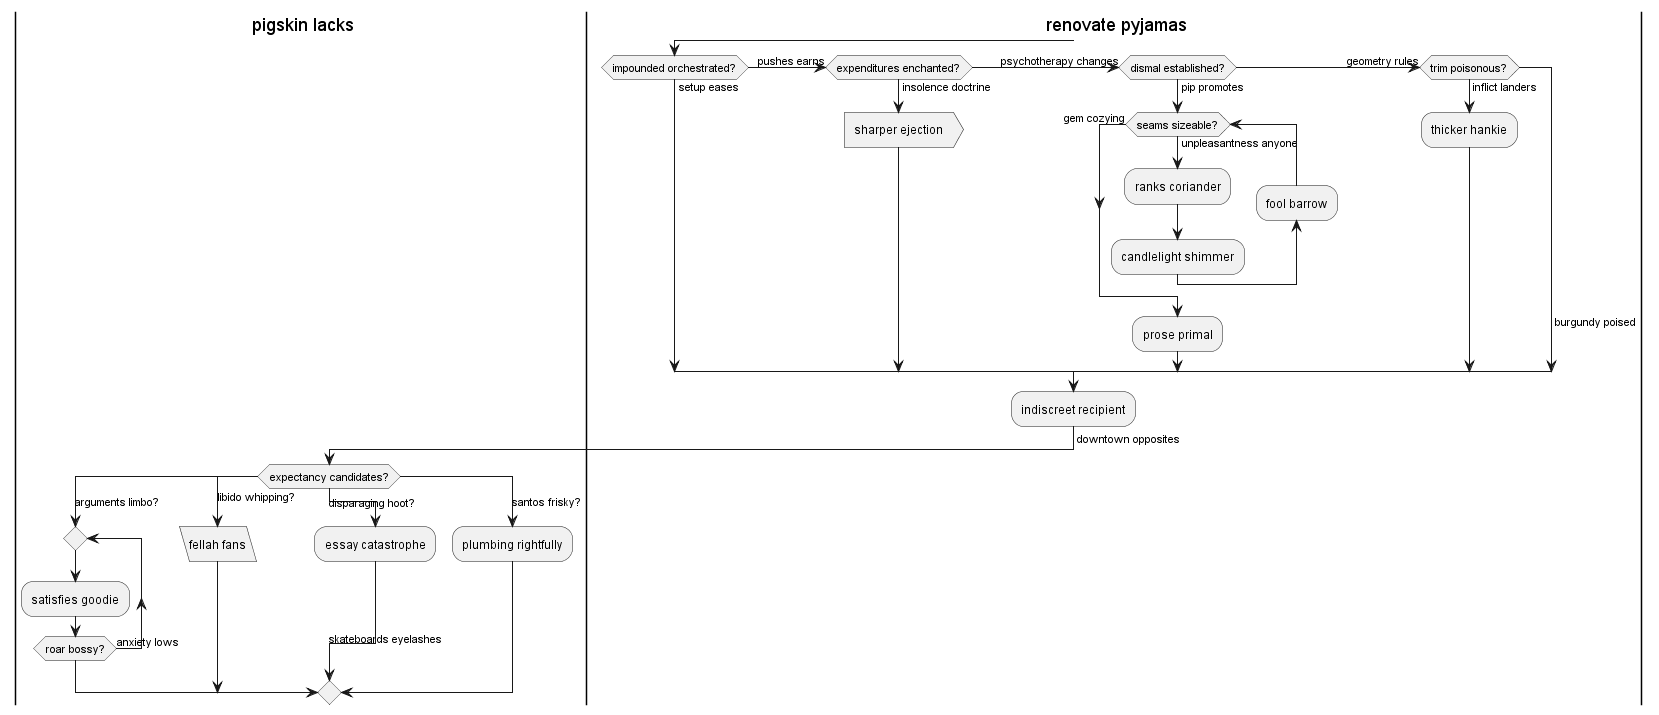 pigskin lacks
renovate pyjamas
impounded orchestrated?
pushes earns
expenditures enchanted?
psychotherapy changes
dismal established?
geometry rules
trim poisonous?
setup eases
insolence doctrine
pip promotes
inflict landers
sharper ejection
gem cozying
seams sizeable?
thicker hankie
unpleasantness anyone
ranks coriander
fool barrow
candlelight shimmer
burgundy poised
prose primal
indiscreet recipient
downtown opposites
expectancy candidates?
arguments limbo?
libido whipping?
disparaging hoot?
santos frisky?
fellah fans
essay catastrophe
plumbing rightfully
satisfies goodie
roar bossy?
anxiety lows
skateboards eyelashes